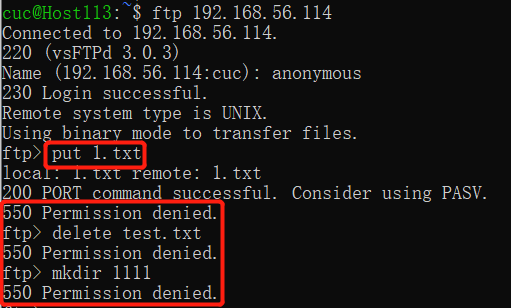 cuc@Host113:~$ ftp 192.168.56.114
Connected to 192.168.56.114.
220 (vsFTPd 3.0.3)
Name (192.168.56.114:cuc): anonymous
230 Login successful.
Remote system type is UNIX.
Using binary mode to transfer files.
ftp> put 1.txt
local: 1.txt remote: 1.txt
200 PORT command successful. Consider using PASV.
550 Permission denied.
ftp> delete test.txt
550 Permission denied.
ftp> mkdir 1111
550 Permission denied.